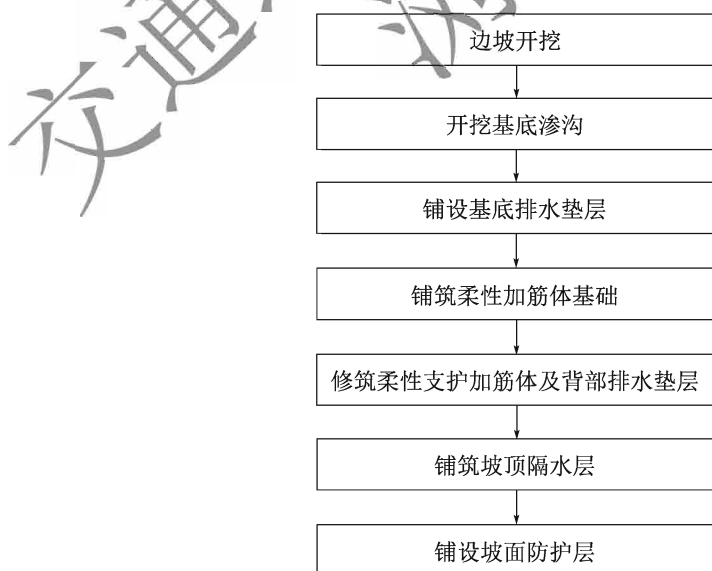 边坡开挖
开挖基底渗沟
铺设基底排水垫层
铺筑柔性加筋体基础
修筑柔性支护加筋体及背部排水垫层
铺筑坡顶隔水层
铺设坡面防护层
交通